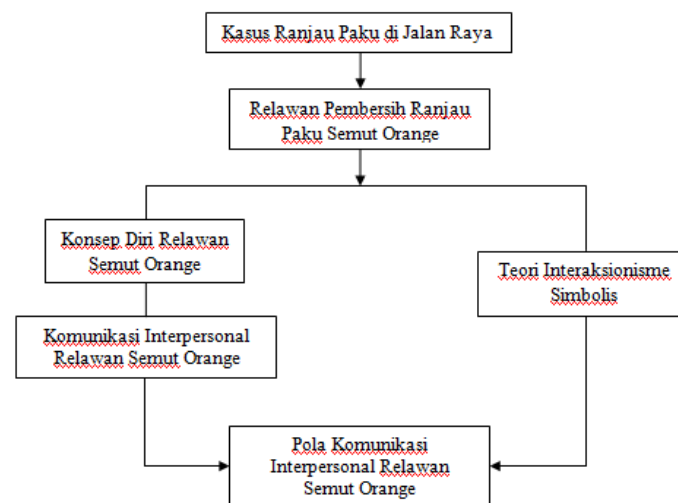 Kasus Ranjau Paku di Jalan Raya
Relawan Pembersih Ranjau
Paku Semut Orange
Konsep Diri Relawan
Semut Orange
Teori Interaksionisme
Simbolis
Komunikasi Interpersonal
Relawan Semut Orange
Pola Komunikasi
Interpersonal Relawan
Semut Orange